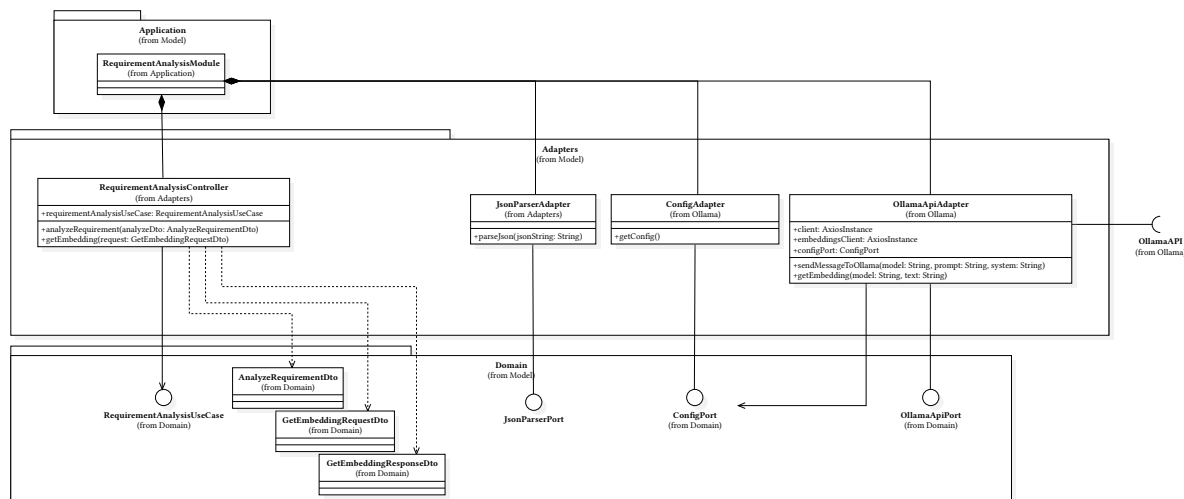 Application
(from Model)
RequirementAnalysisModule
(from Application)
Adapters
(from Model)
RequirementAnalysisController
(from Adapters)
+requirementAnalysisUseCase: RequirementAnalysisUseCase
+analyzeRequirement(analyzeDto: AnalyzeRequirementDto)
+getEmbedding(request: GetEmbeddingRequestDto)
JsonParserAdapter
(from Adapters)
+parseJson(jsonString: String)
ConfigAdapter
(from Ollama)
+getConfig()
OllamaApiAdapter
(from Ollama)
+client: AxiosInstance
+embeddingsClient: AxiosInstance
+configPort: ConfigPort
+sendMessageToOllama(model: String, prompt: String, system: String)
+getEmbedding(model: String, text: String)
OllamaAPI
(from Ollama)
Domain
(from Model)
RequirementAnalysisUseCase
(from Domain)
AnalyzeRequirementDto
(from Domain)
GetEmbeddingRequestDto
(from Domain)
GetEmbeddingResponseDto
(from Domain)
JsonParserPort
ConfigPort
(from Domain)
OllamaApiPort
(from Domain)